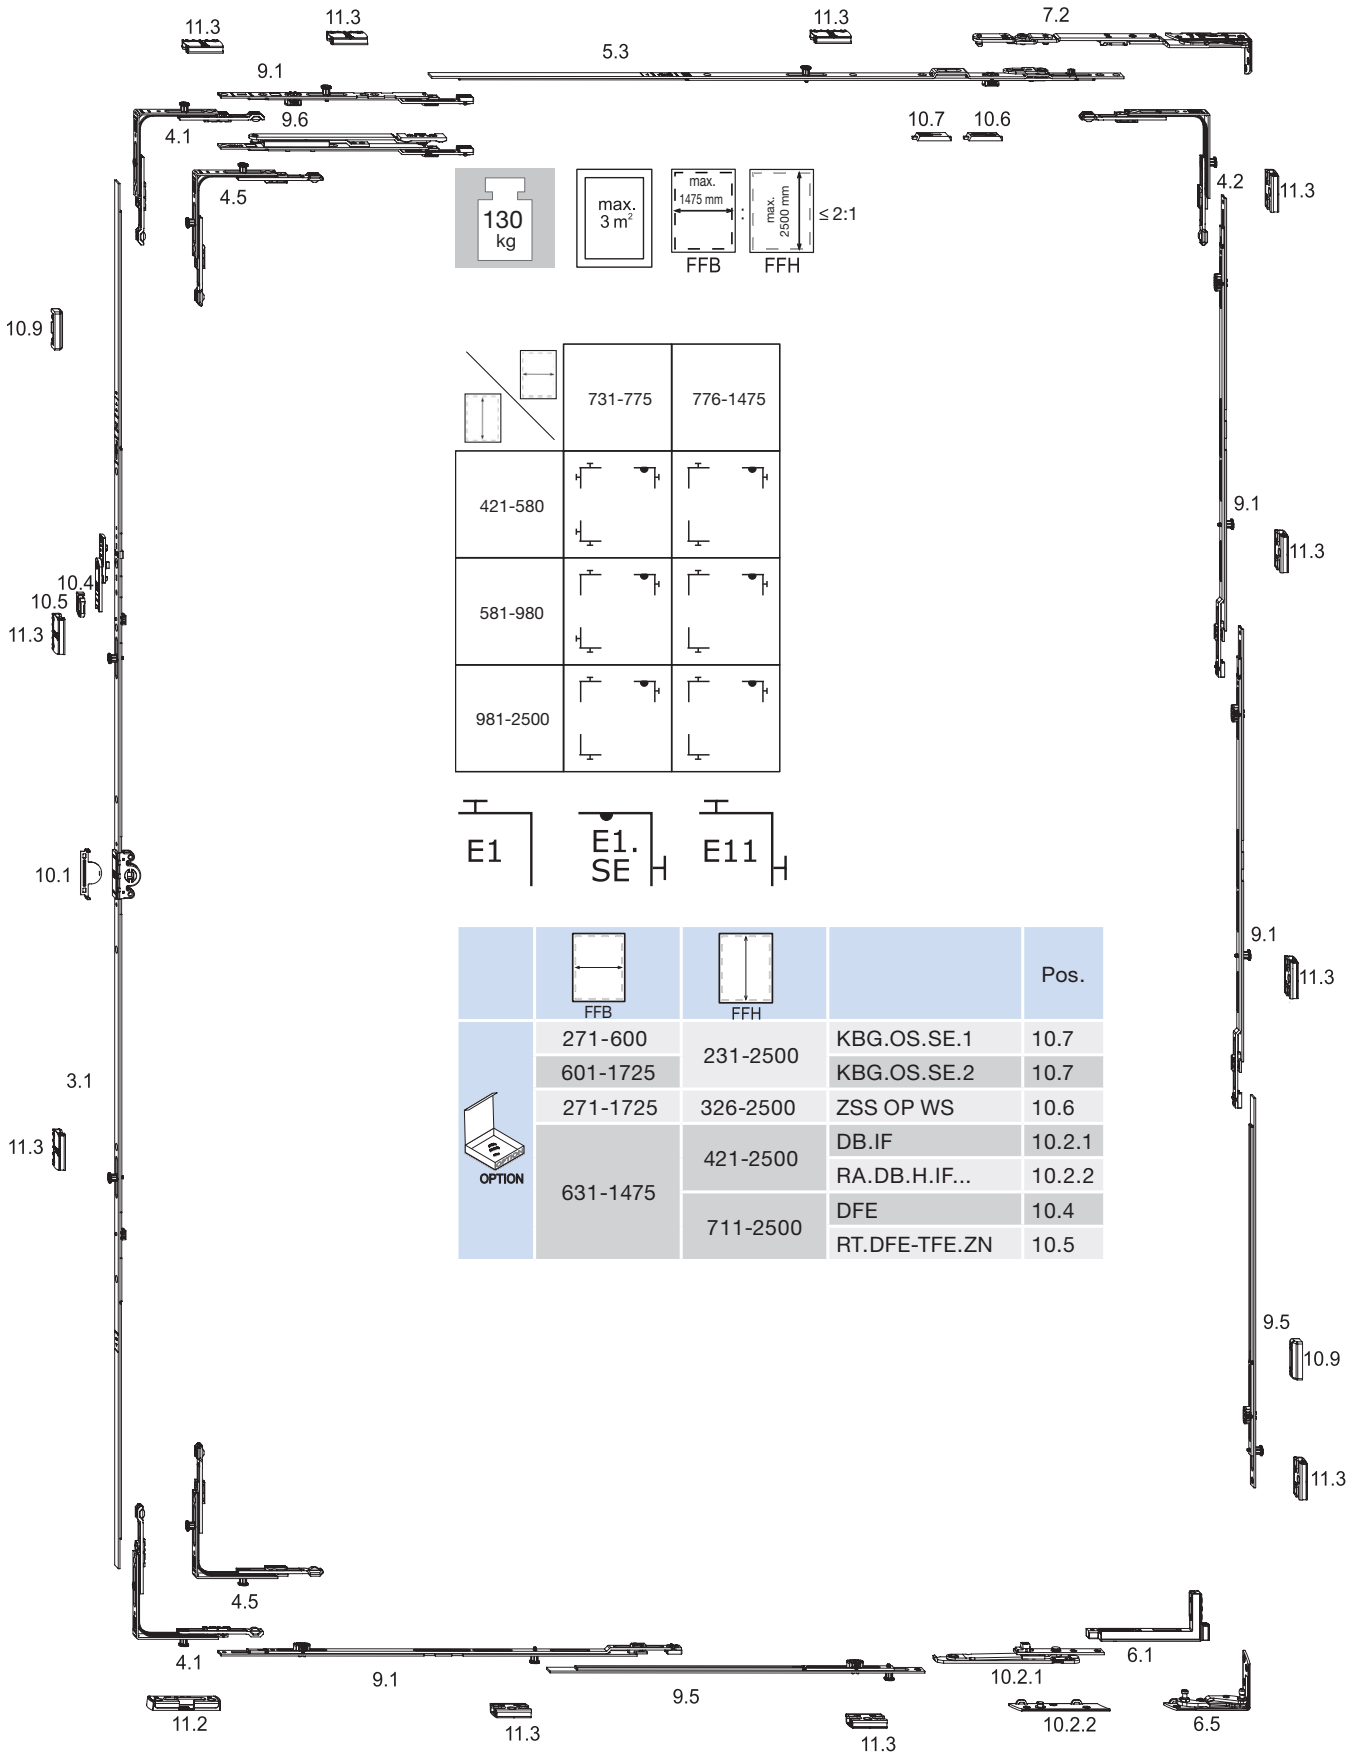 11.3
11.3
11.3
7.2
5.3
9.1
4.1
9.6
10.7
10.6
4.5
4.2
11.3
130
kg
max.
3 m²
max.
1475 mm
FFB
:
max.
2500 mm
FFH
≤ 2:1
10.9
731-775
776-1475
421-580
581-980
981-2500
9.1
11.3
10.4
10.5
11.3
E1
E1.
SE
E11
10.1
9.1
11.3
FFB
FFH
Pos.
271-600
231-2500
KBG.OS.SE.1
10.7
601-1725
KBG.OS.SE.2
10.7
271-1725
326-2500
ZSS OP WS
10.6
OPTION
631-1475
421-2500
DB.IF
10.2.1
RA.DB.H.IF...
10.2.2
711-2500
DFE
10.4
RT.DFE-TFE.ZN
10.5
3.1
11.3
9.5
10.9
11.3
4.5
4.1
9.1
9.5
10.2.1
6.1
11.2
11.3
11.3
10.2.2
6.5